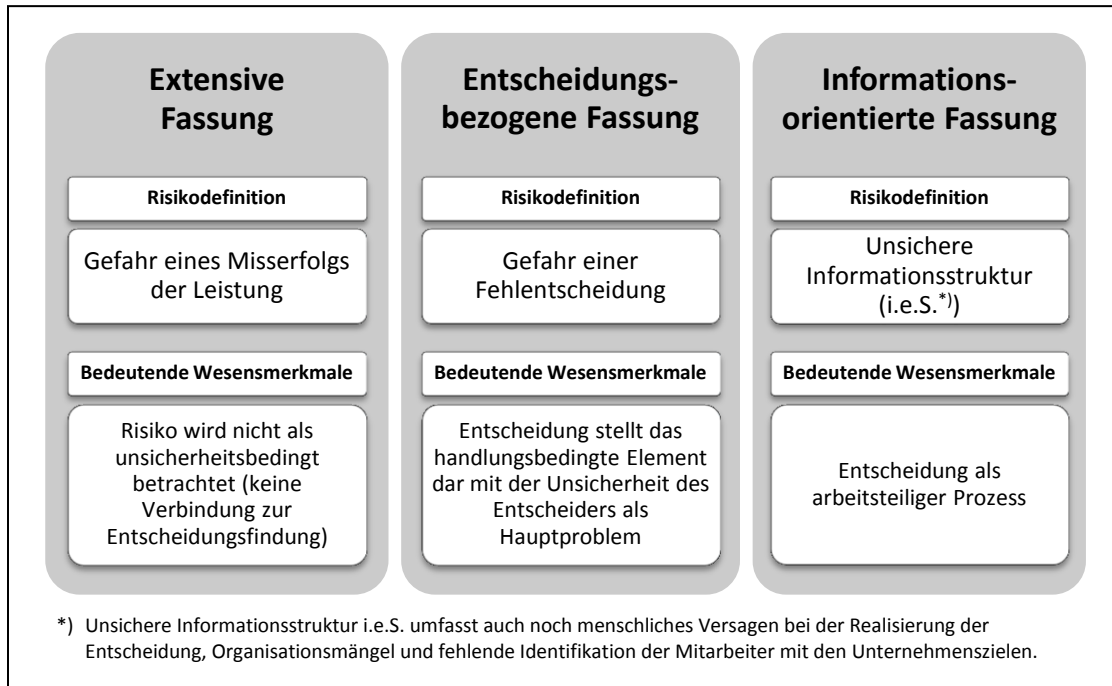 Extensive
Fassung
Risikodefinition
Gefahr eines Misserfolgs
der Leistung
Bedeutende Wesensmerkmale
Risiko wird nicht als
unsicherheitsbedingt
betrachtet (keine
Verbindung zur
Entscheidungsfindung)
Entscheidungs-
bezogene Fassung
Risikodefinition
Gefahr einer
Fehlentscheidung
Bedeutende Wesensmerkmale
Entscheidung stellt das
handlungsbedingte Element
dar mit der Unsicherheit des
Entscheiders als
Hauptproblem
Informations-
orientierte Fassung
Risikodefinition
Unsichere
Informationsstruktur
(i.e.S.*))
Bedeutende Wesensmerkmale
Entscheidung als
arbeitsteiliger Prozess
*) Unsichere Informationsstruktur i.e.S. umfasst auch noch menschliches Versagen bei der Realisierung der
Entscheidung, Organisationsmängel und fehlende Identifikation der Mitarbeiter mit den Unternehmenszielen.